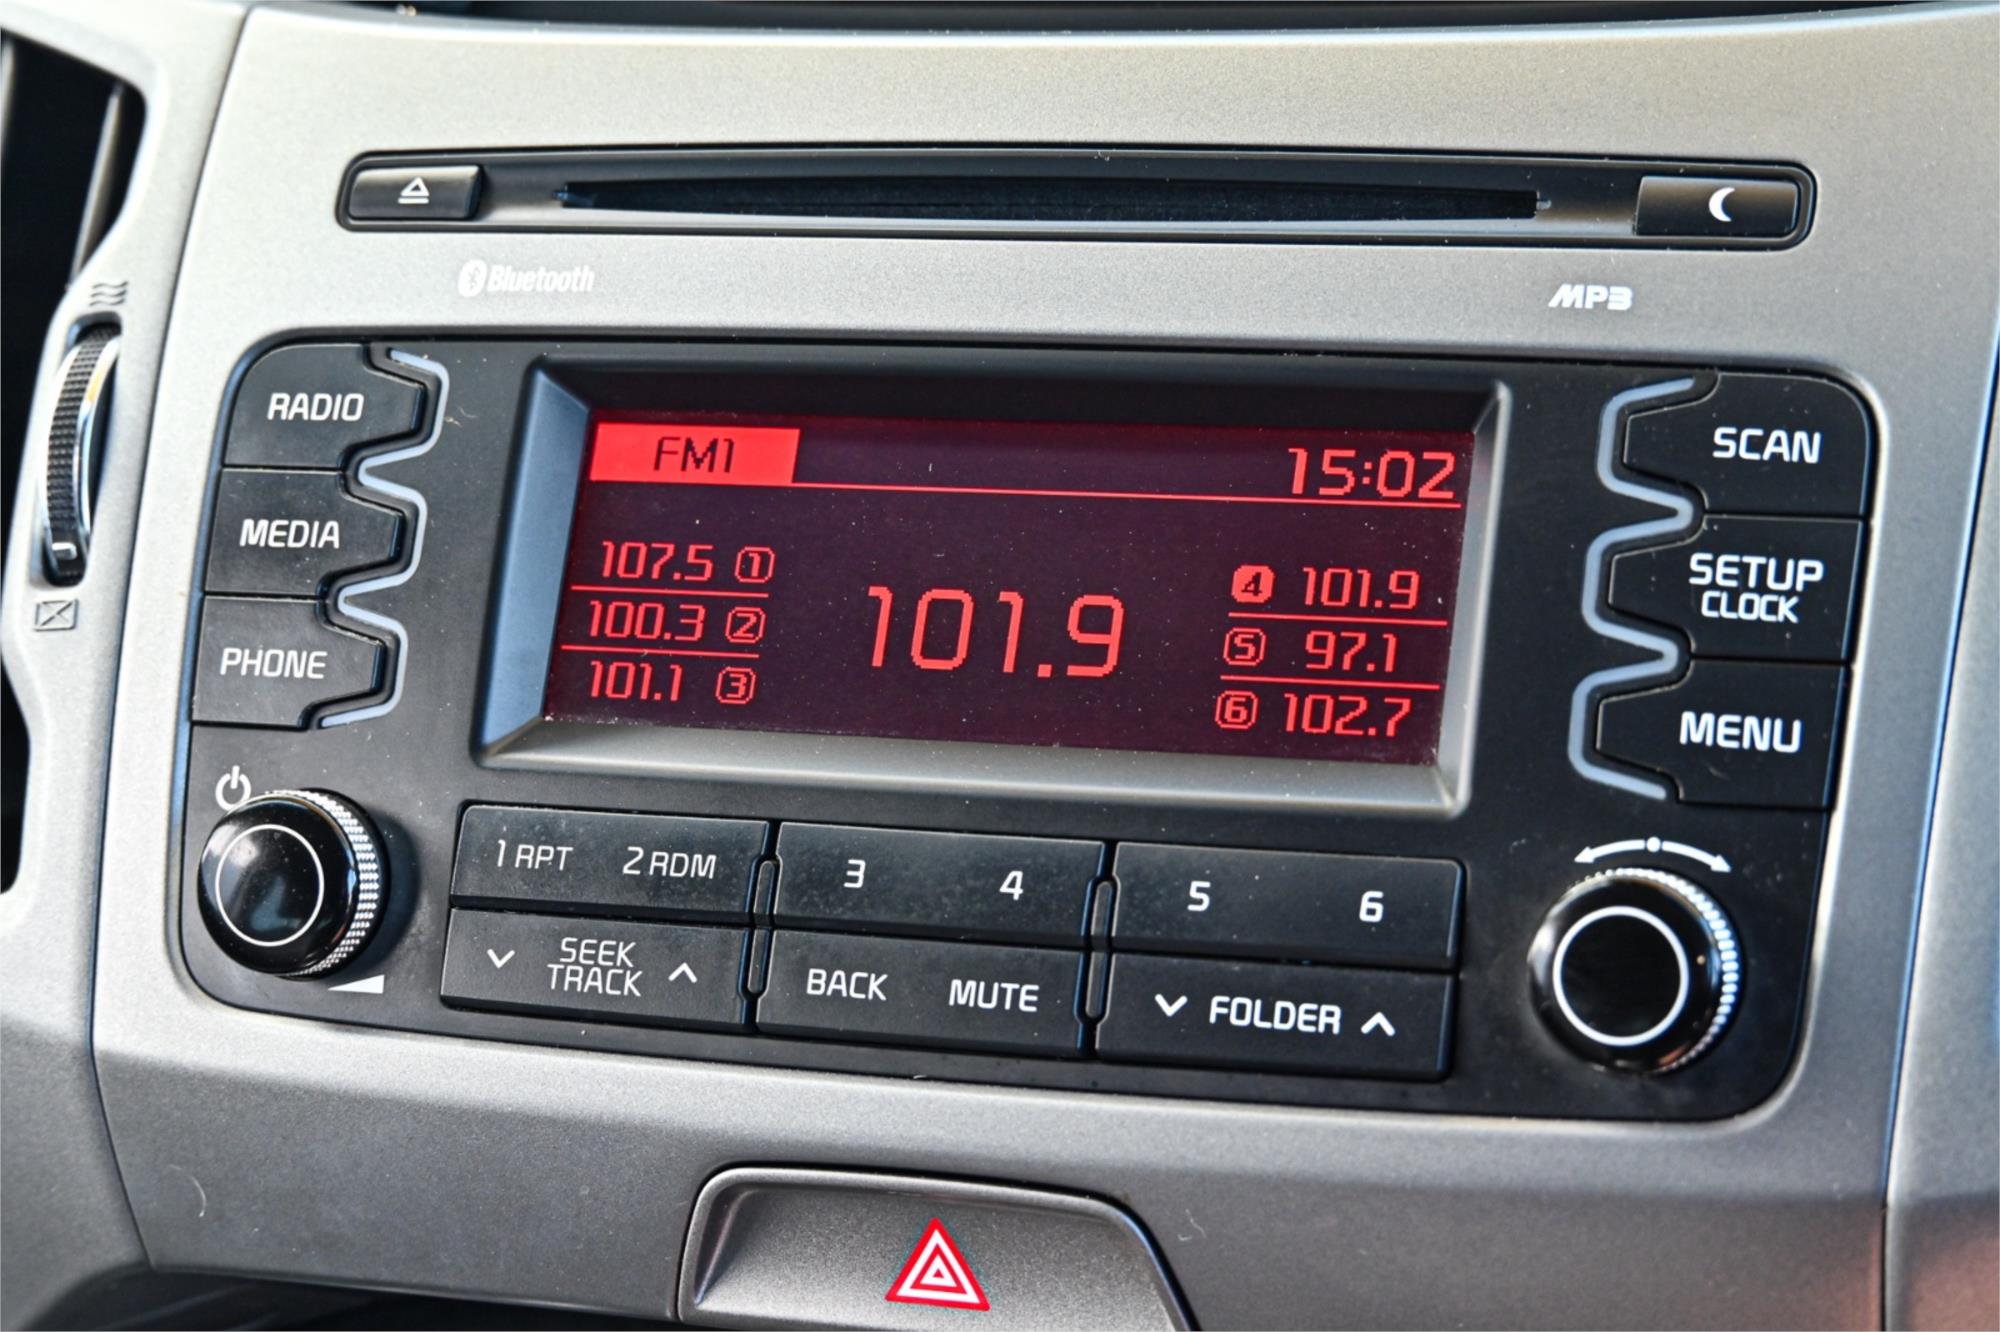 Bluetooth
MP3
RADIO
MEDIA
PHONE
FM1 15:02
107.5 1
100.3 2
101.1 3
101.9
4 101.9
5 97.1
6 102.7
SCAN
SETUP
CLOCK
MENU
1 RPT 2 RDM 3 4 5 6
SEEK
TRACK
BACK MUTE
FOLDER